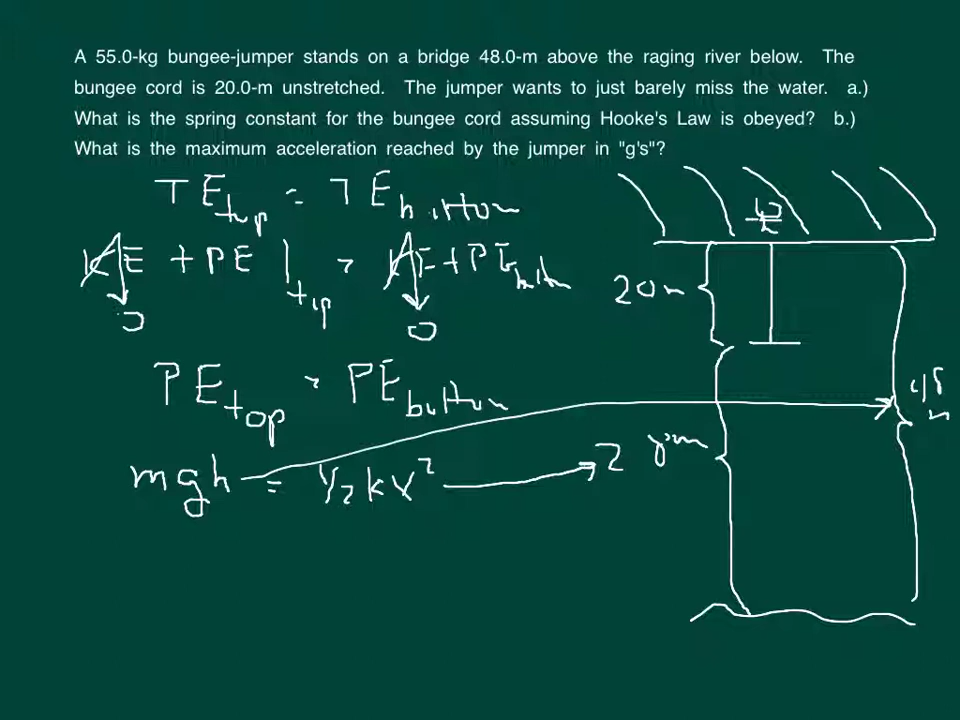 A 55.0-kg bungee-jumper stands on a bridge 48.0-m above the raging river below. The
bungee cord is 20.0-m unstretched. The jumper wants to just barely miss the water. a.)
What is the spring constant for the bungee cord assuming Hooke's Law is obeyed? b.)
What is the maximum acceleration reached by the jumper in "g's"?
TE top = TE bottom
KE + PE | top = KE + PE bottom
0 0
20m
PE top = PE bottom
48 m
mgh = 1/2 kx² 28m